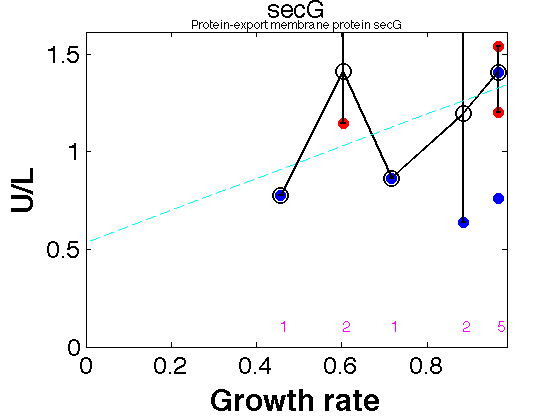 secG
Protein-export membrane protein secG
U/L
1.5
1
0.5
0
1 2 1 2 5
0 0.2 0.4 0.6 0.8
Growth rate